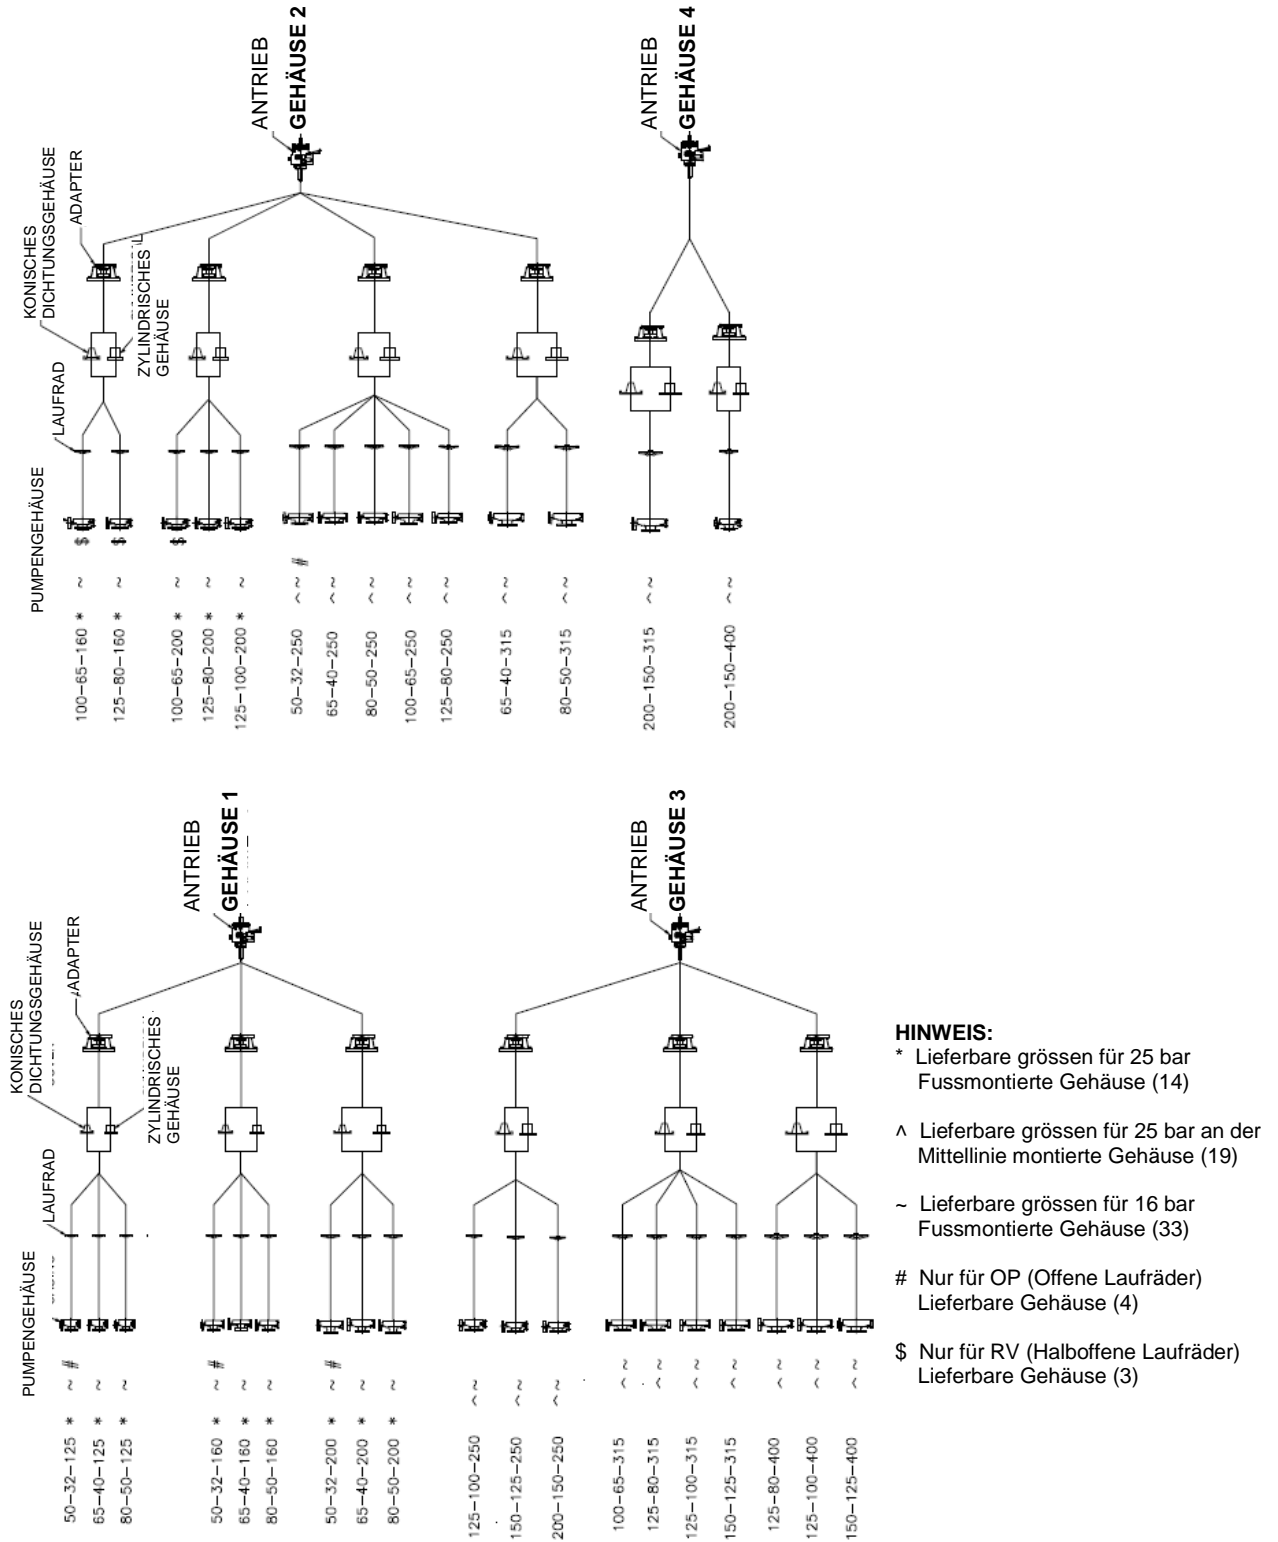 ANTRIEB
GEHÄUSE 2
ANTRIEB
GEHÄUSE 4
KONISCHES
DICHTUNGSGEHÄUSE
ADAPTER
ZYLINDRISCHES
GEHÄUSE
LAUFRAD
PUMPENGEHÄUSE
100-65-160 * ~ $
125-80-160 * ~ $
100-65-200 * ~ $
125-80-200 * ~
125-100-200 * ~
50-32-250 ^ ~ #
65-40-250 ^ ~
80-50-250 ^ ~
100-65-250 ^ ~
125-80-250 ^ ~
65-40-315 ^ ~
80-50-315 ^ ~
200-150-315 ^ ~
200-150-400 ^ ~
ANTRIEB
GEHÄUSE 1
ANTRIEB
GEHÄUSE 3
KONISCHES
DICHTUNGSGEHÄUSE
ADAPTER
ZYLINDRISCHES
GEHÄUSE
LAUFRAD
PUMPENGEHÄUSE
50-32-125 * ~ #
65-40-125 * ~
80-50-125 * ~
50-32-160 * ~ #
65-40-160 * ~
80-50-160 * ~
50-32-200 * ~ #
65-40-200 * ~
80-50-200 * ~
125-100-250 ^ ~
150-125-250 ^ ~
200-150-250 ^ ~
100-65-315 ^ ~
125-80-315 ^ ~
125-100-315 ^ ~
150-125-315 ^ ~
125-80-400 ^ ~
125-100-400 ^ ~
150-125-400 ^ ~
HINWEIS:
* Lieferbare grössen für 25 bar
Fussmontierte Gehäuse (14)
^ Lieferbare grössen für 25 bar an der
Mittellinie montierte Gehäuse (19)
~ Lieferbare grössen für 16 bar
Fussmontierte Gehäuse (33)
# Nur für OP (Offene Laufräder)
Lieferbare Gehäuse (4)
$ Nur für RV (Halboffene Laufräder)
Lieferbare Gehäuse (3)